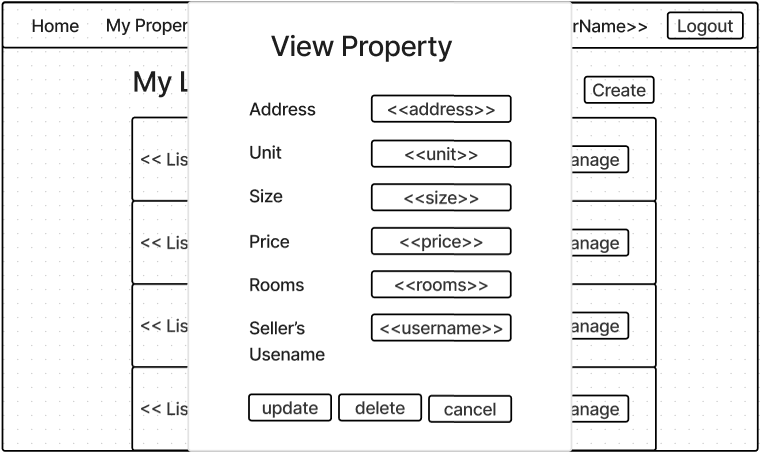 Home My Proper rName>> Logout
View Property
My L Create
Address <<address>>
Unit <<unit>>
<< Lis anage
Size <<size>>
Price <<price>>
<< Lis anage
Rooms <<rooms>>
Seller’s <<username>>
<< Lis anage
Usename
update delete cancel
<< Lis anage